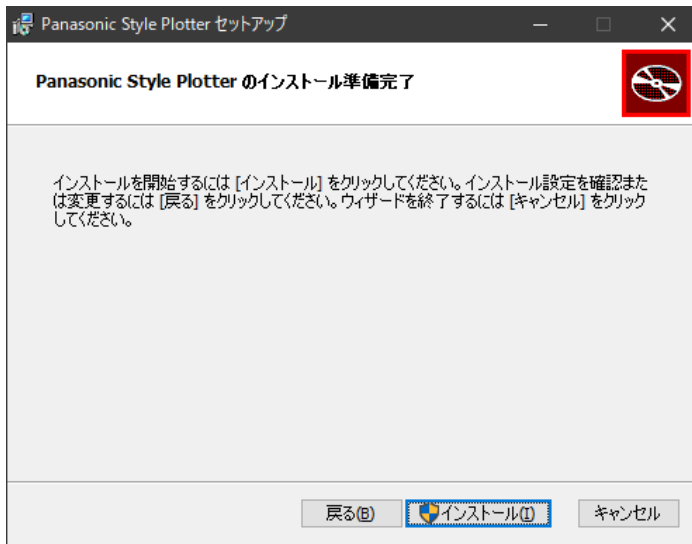 Panasonic Style Plotter セットアップ
Panasonic Style Plotter のインストール準備完了
インストールを開始するには [インストール] をクリックしてください。インストール設定を確認また
は変更するには [戻る] をクリックしてください。ウィザードを終了するには [キャンセル] をクリック
してください。
戻る(B) インストール(I) キャンセル